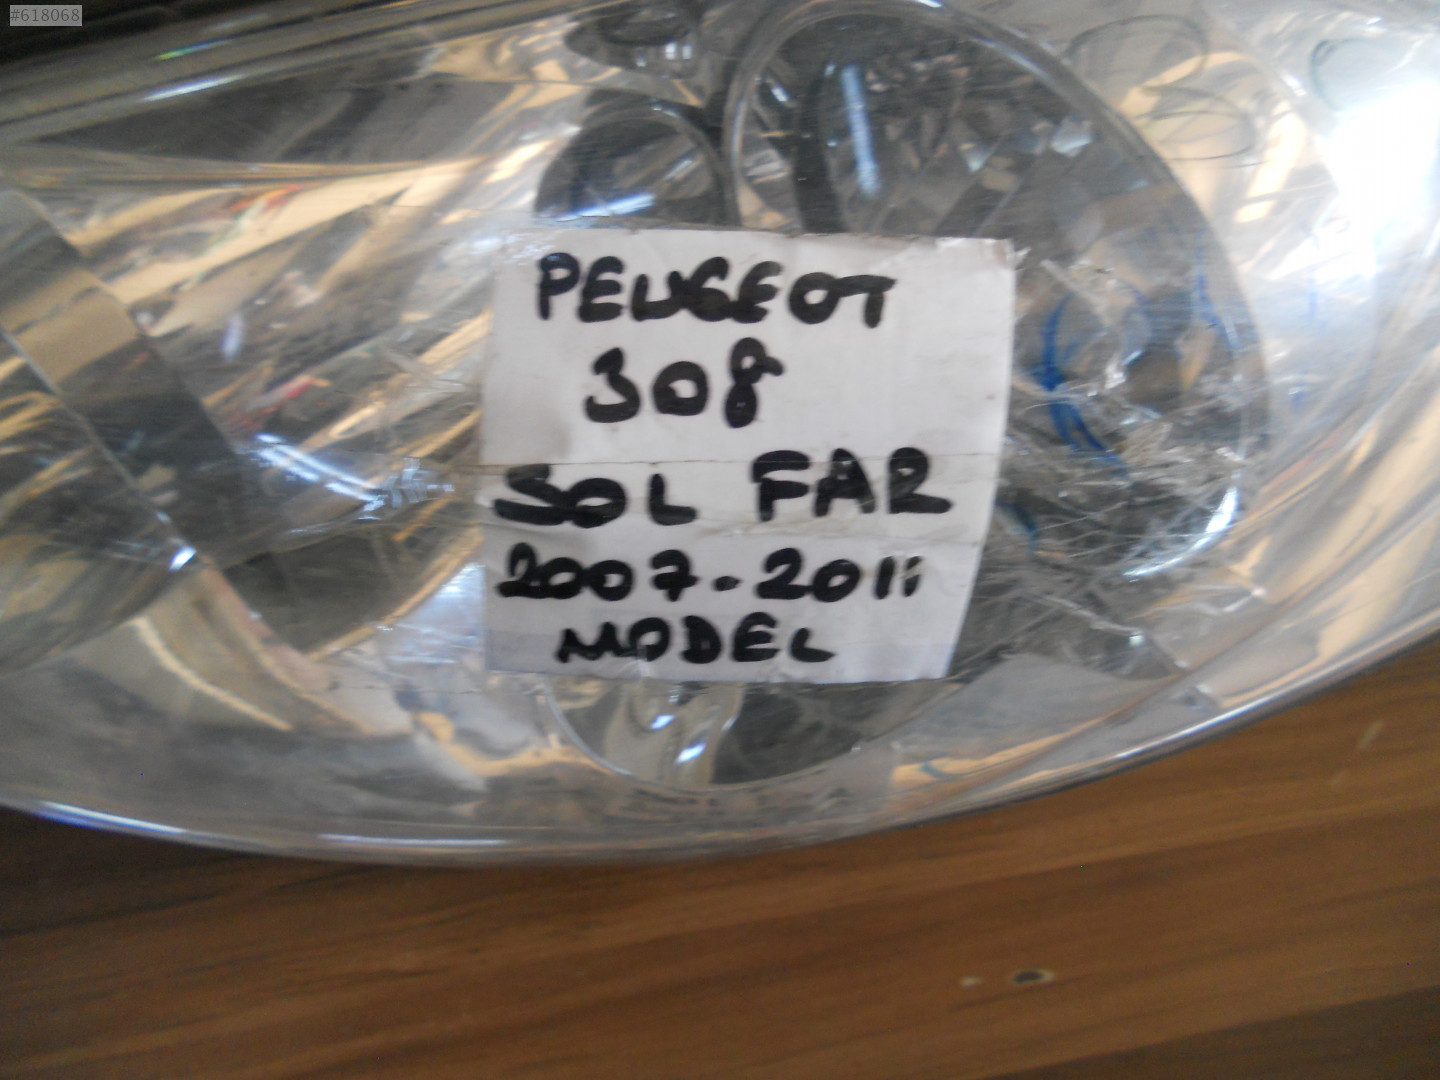 #618068
PEUGEOT
308
SOL FAR
2007-2011
MODEL